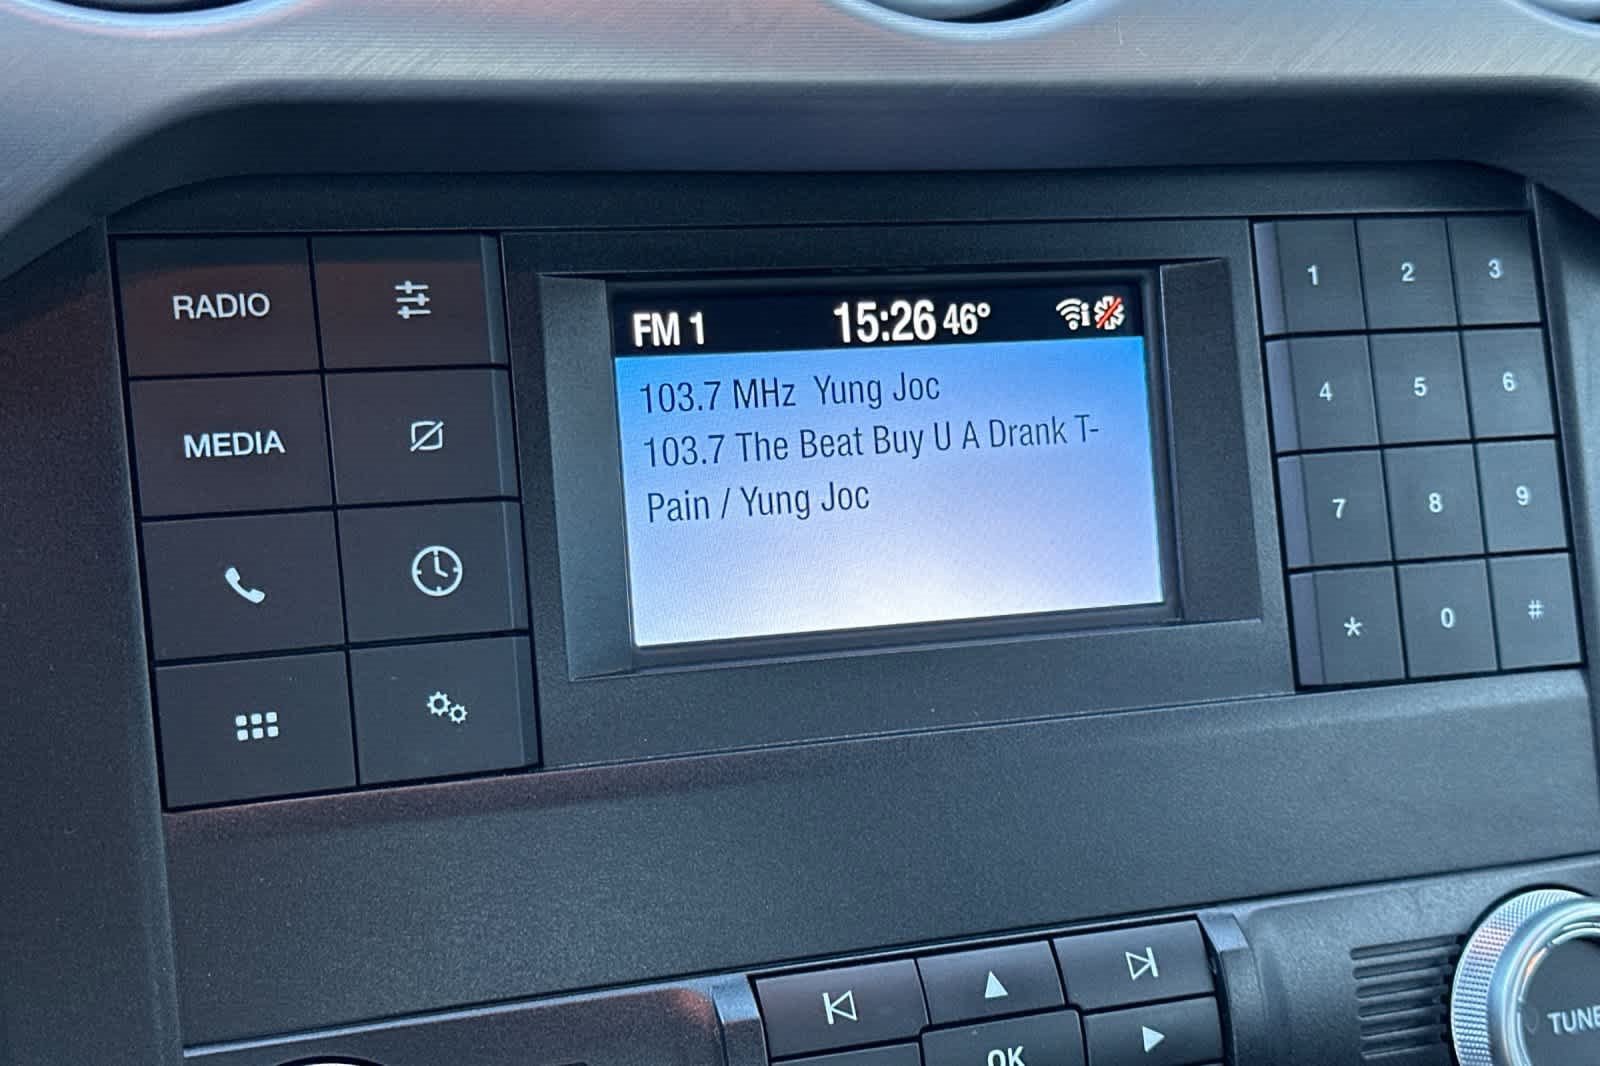 RADIO
MEDIA
FM 1 15:26 46°
103.7 MHz Yung Joc
103.7 The Beat Buy U A Drank T-
Pain / Yung Joc
1 2 3
4 5 6
7 8 9
* 0 #
OK
TUNE